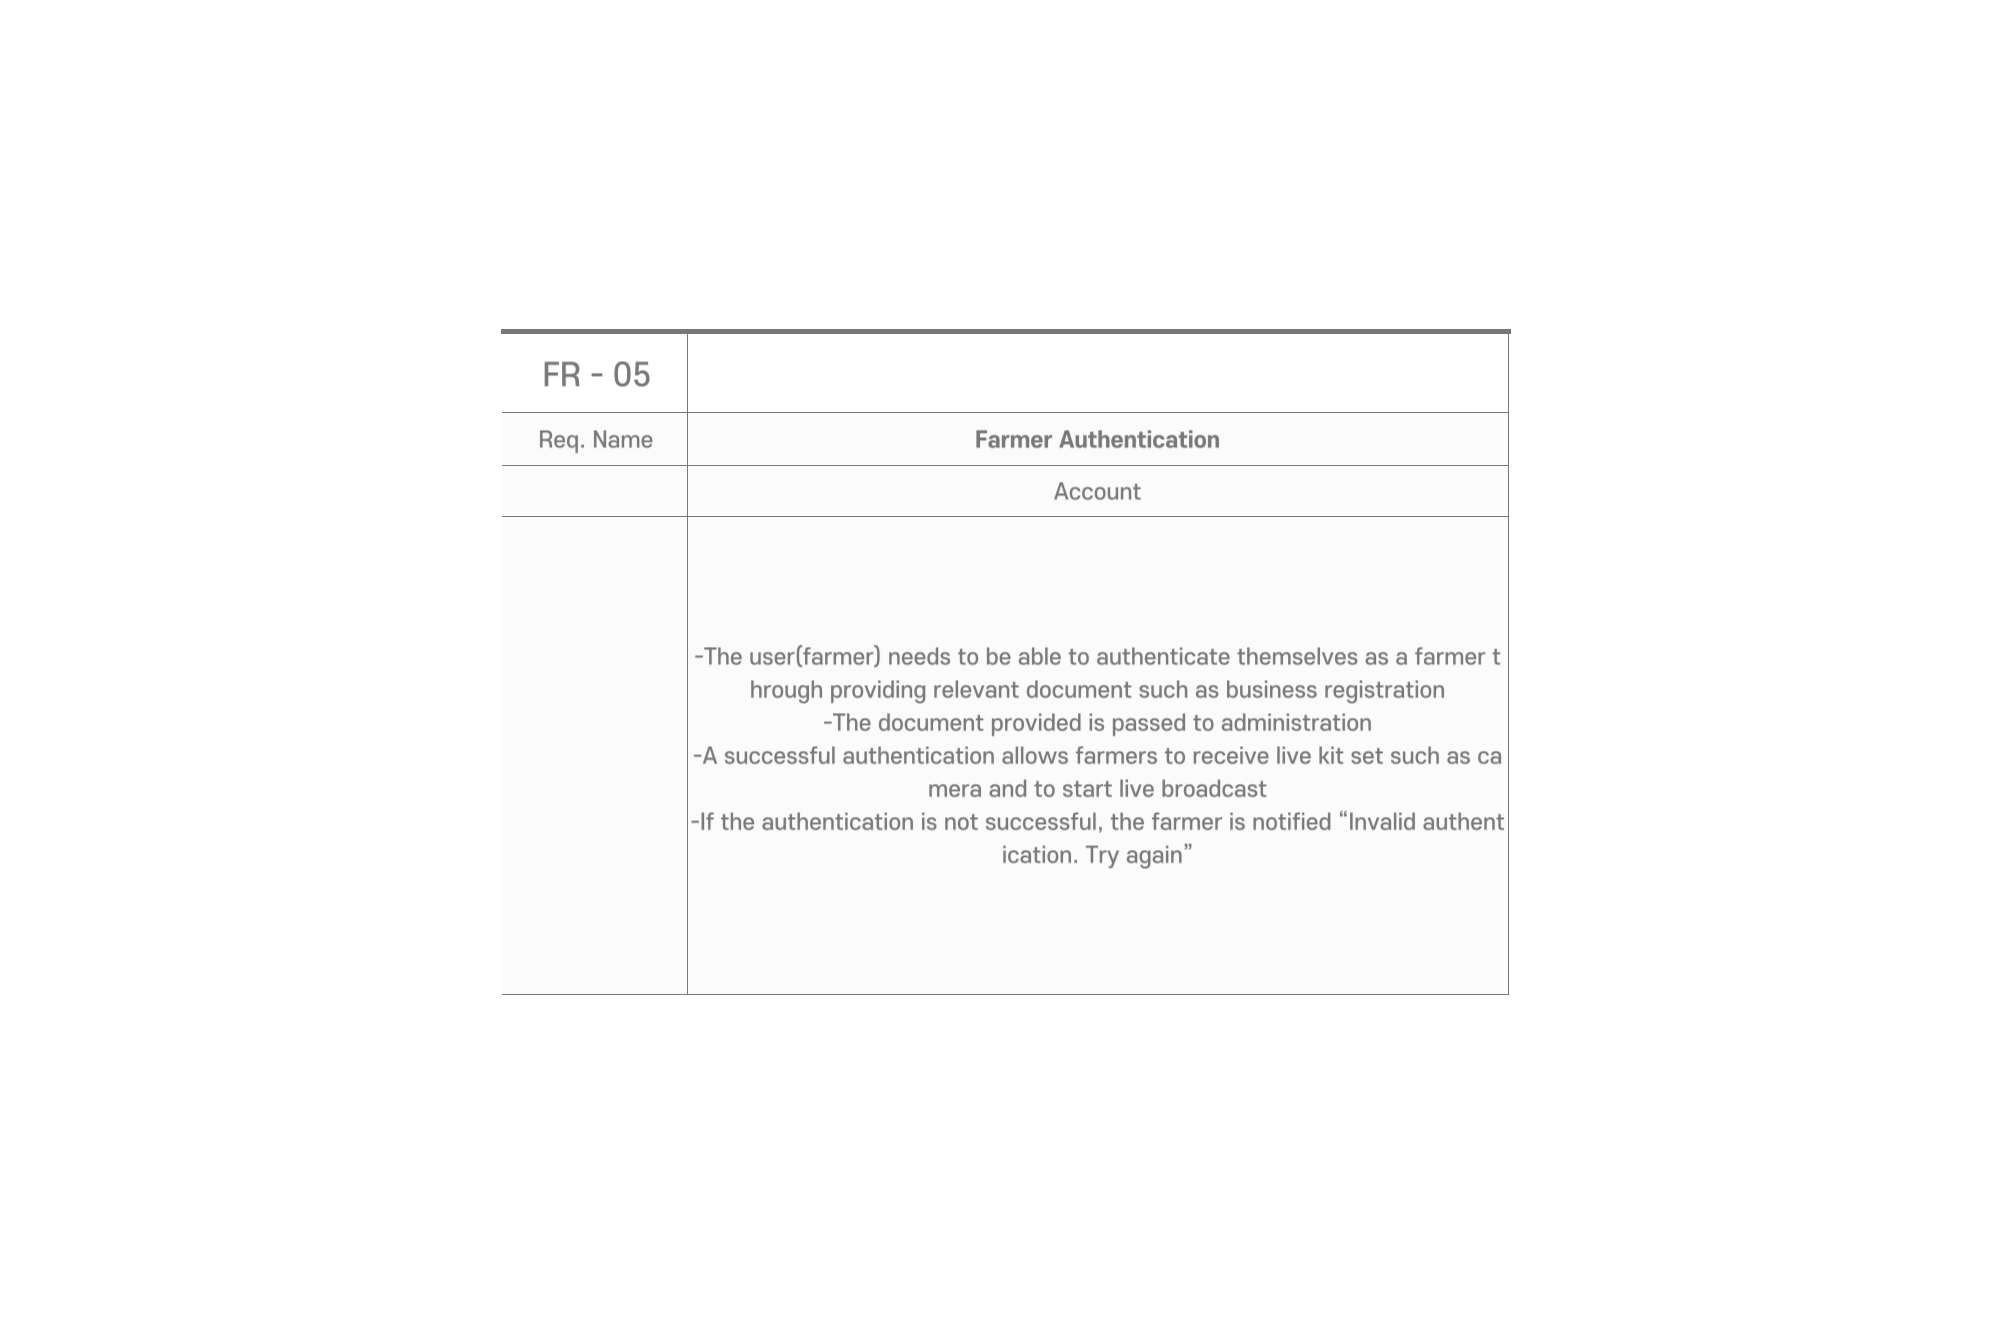 FR - 05
Req. Name
Farmer Authentication
Account
-The user(farmer) needs to be able to authenticate themselves as a farmer t
hrough providing relevant document such as business registration
-The document provided is passed to administration
-A successful authentication allows farmers to receive live kit set such as ca
mera and to start live broadcast
-If the authentication is not successful, the farmer is notified “Invalid authent
ication. Try again”